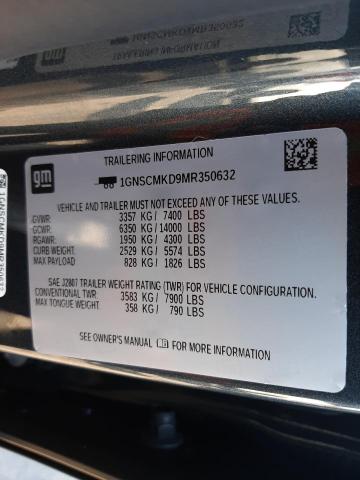 TRAILERING INFORMATION
gm
1GNSCMKD9MR350632
VEHICLE AND TRAILER MUST NOT EXCEED ANY OF THESE VALUES.
GVWR: 3357 KG/ 7400 LBS
GCWR: 6350 KG/14000 LBS
RGAWR: 1950 KG/ 4300 LBS
CURB WEIGHT: 2529 KG/ 5574 LBS
MAX PAYLOAD: 828 KG/ 1826 LBS
SAE J2807 TRAILER WEIGHT RATING (TWR) FOR VEHICLE CONFIGURATION.
CONVENTIONAL TWR: 3583 KG/ 7900 LBS
MAX TONGUE WEIGHT: 358 KG/ 790 LBS
SEE OWNER'S MANUAL FOR MORE INFORMATION
1GNSCMKD9MR350632